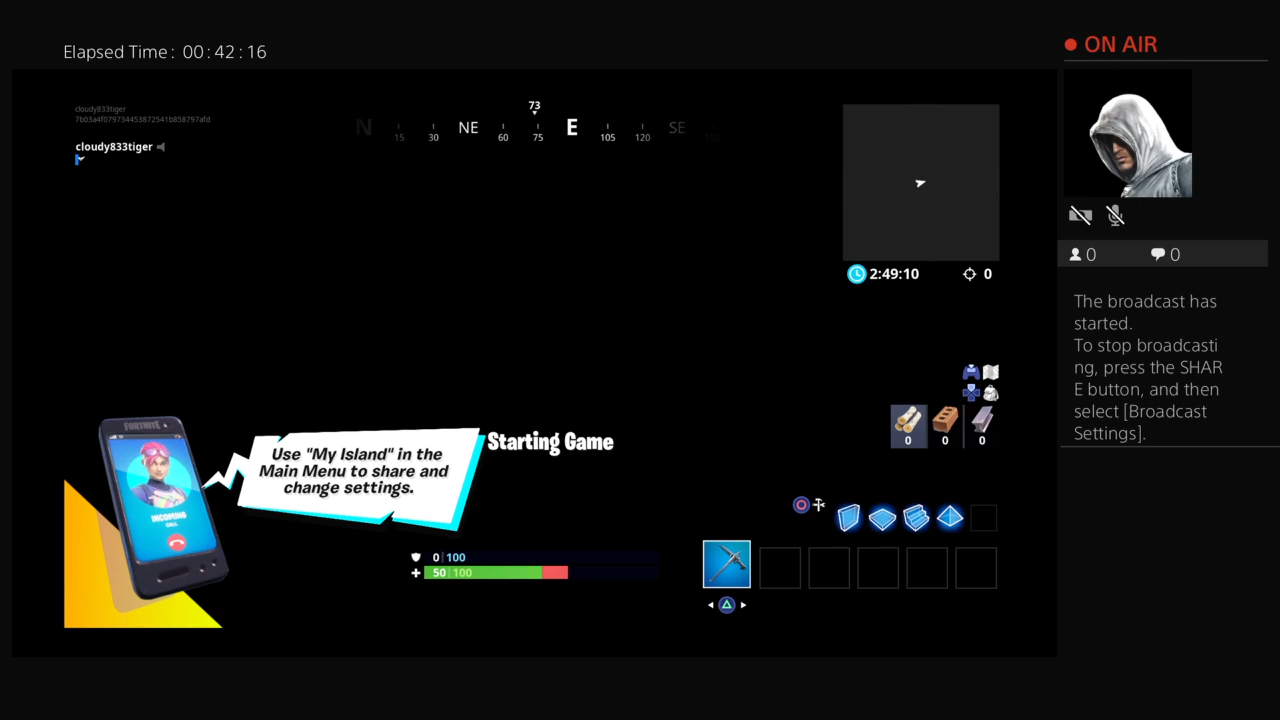 Elapsed Time: 00:42:16
ON AIR
cloudy833tiger
7b03a4f079734453872541b858797afd
cloudy833tiger
73
N 15 30 NE 60 75 E 105 120 SE
2:49:10 0
0 0
The broadcast has
started.
To stop broadcasti
ng, press the SHAR
E button, and then
select [Broadcast
Settings].
0 0 0
FORTNITE
INCOMING
CALL
Use "My Island" in the
Main Menu to share and
change settings.
Starting Game
0 | 100
50 | 100